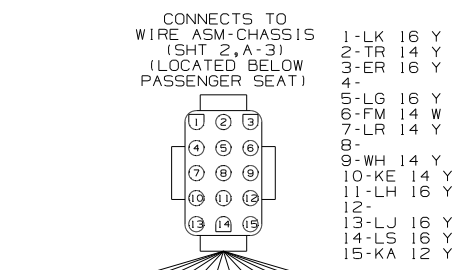 CONNECTS TO
WIRE ASM-CHASSIS
(SHT 2,A-3)
(LOCATED BELOW
PASSENGER SEAT)
1 2 3
4 5 6
7 8 9
10 11 12
13 14 15
1-LK 16 Y
2-TR 14 Y
3-ER 16 Y
4-
5-LG 16 Y
6-FM 14 W
7-LR 14 Y
8-
9-WH 14 Y
10-KE 14 Y
11-LH 16 Y
12-
13-LJ 16 Y
14-LS 16 Y
15-KA 12 Y